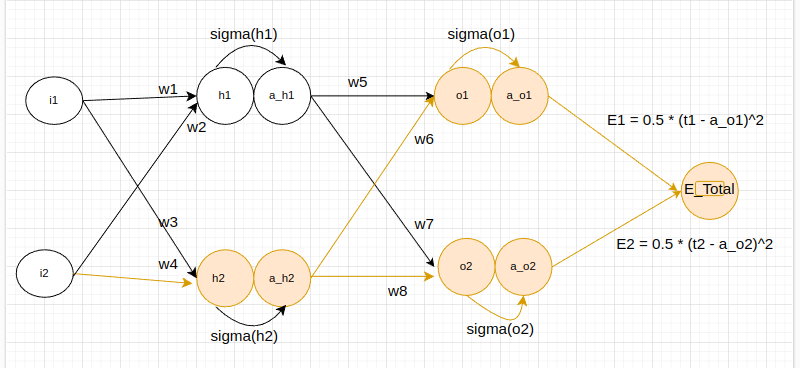 sigma(h1)
sigma(o1)
i1
w1
h1
a_h1
w5
o1
a_o1
w2
E1 = 0.5 * (t1 - a_o1)^2
w6
E_Total
w3
w7
w4
E2 = 0.5 * (t2 - a_o2)^2
i2
h2
a_h2
o2
a_o2
w8
sigma(h2)
sigma(o2)